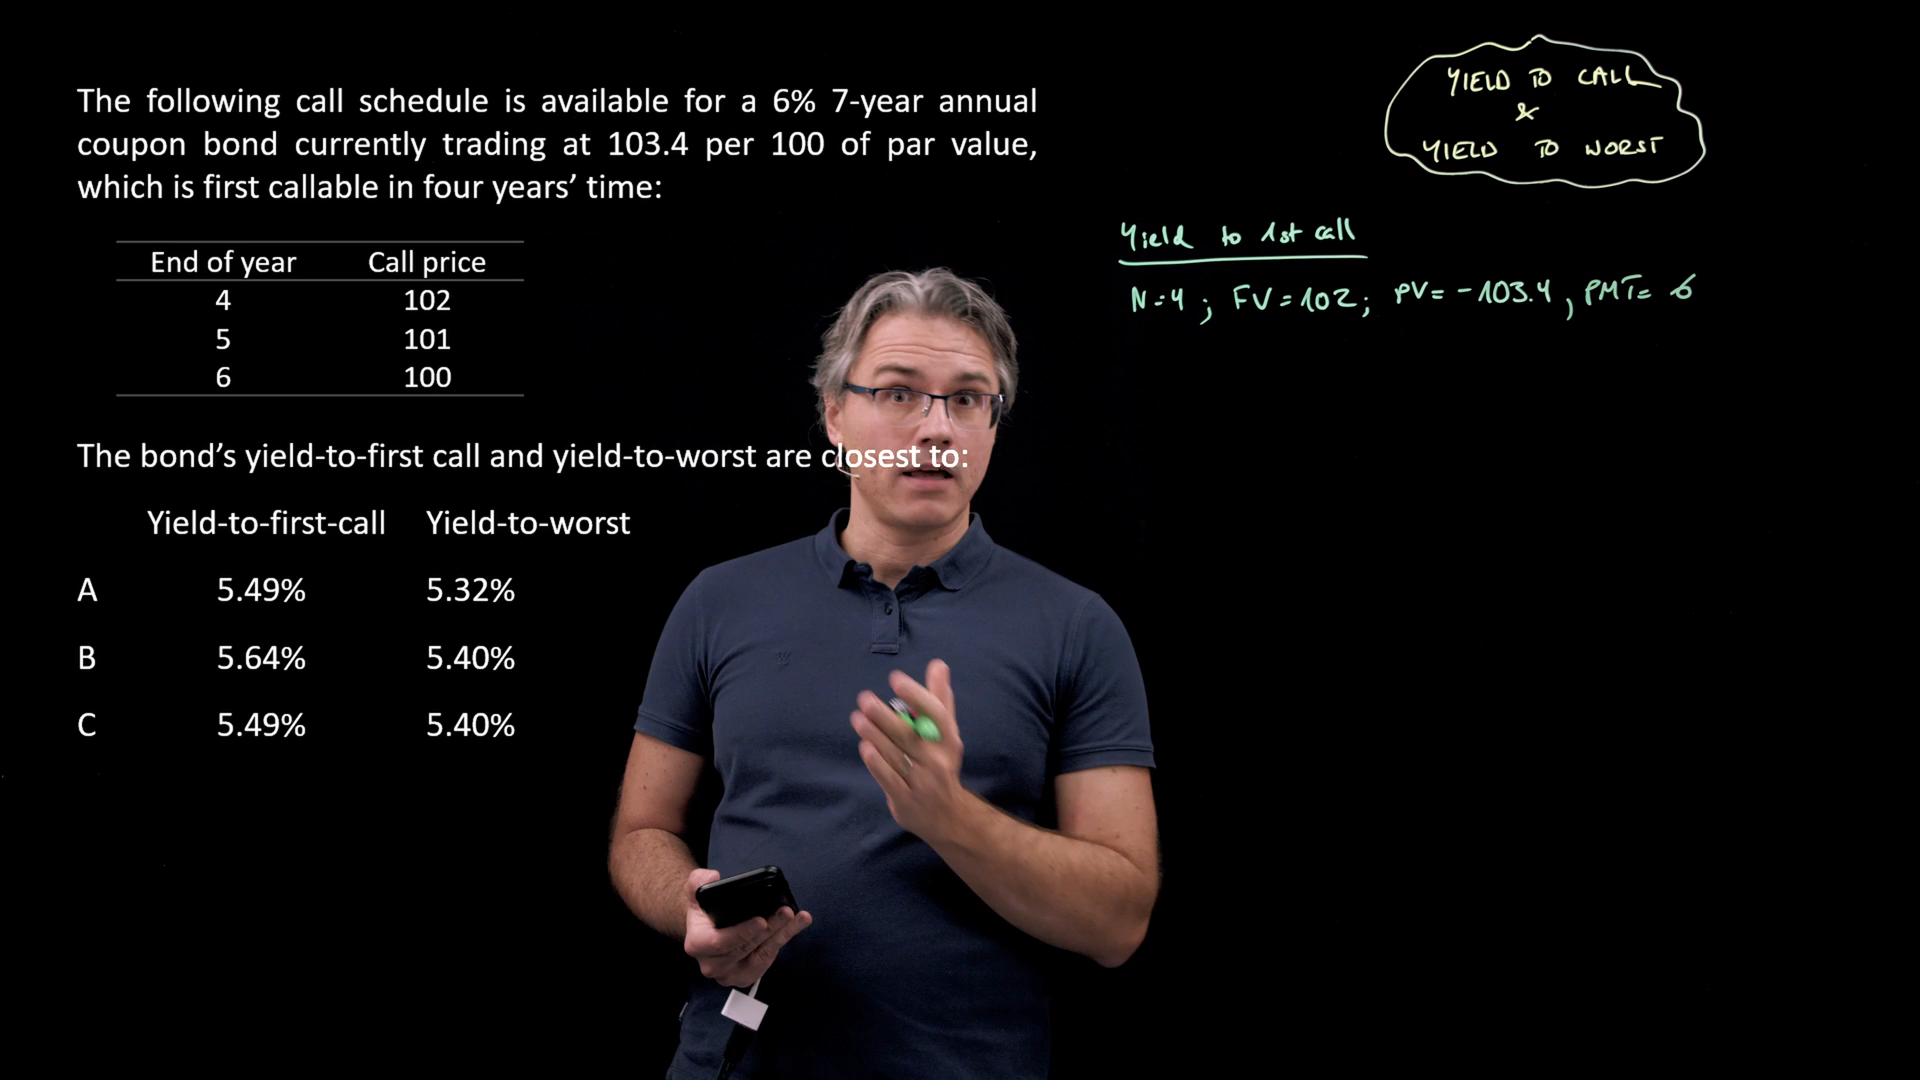 The following call schedule is available for a 6% 7-year annual
coupon bond currently trading at 103.4 per 100 of par value,
which is first callable in four years’ time:
End of year Call price
4 102
5 101
6 100
The bond’s yield-to-first call and yield-to-worst are closest to:
Yield-to-first-call Yield-to-worst
A 5.49% 5.32%
B 5.64% 5.40%
C 5.49% 5.40%
YIELD TO CALL
&
YIELD TO WORST
Yield to 1st call
N=4; FV=102; PV= -103.4, PMT= 6